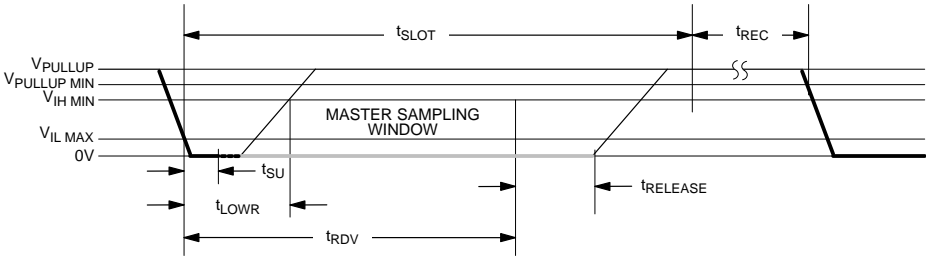 tSLOT
tREC
VPULLUP
VPULLUP MIN
VIH MIN
MASTER SAMPLING
WINDOW
VIL MAX
0V
tSU
tRELEASE
tLOWR
tRDV